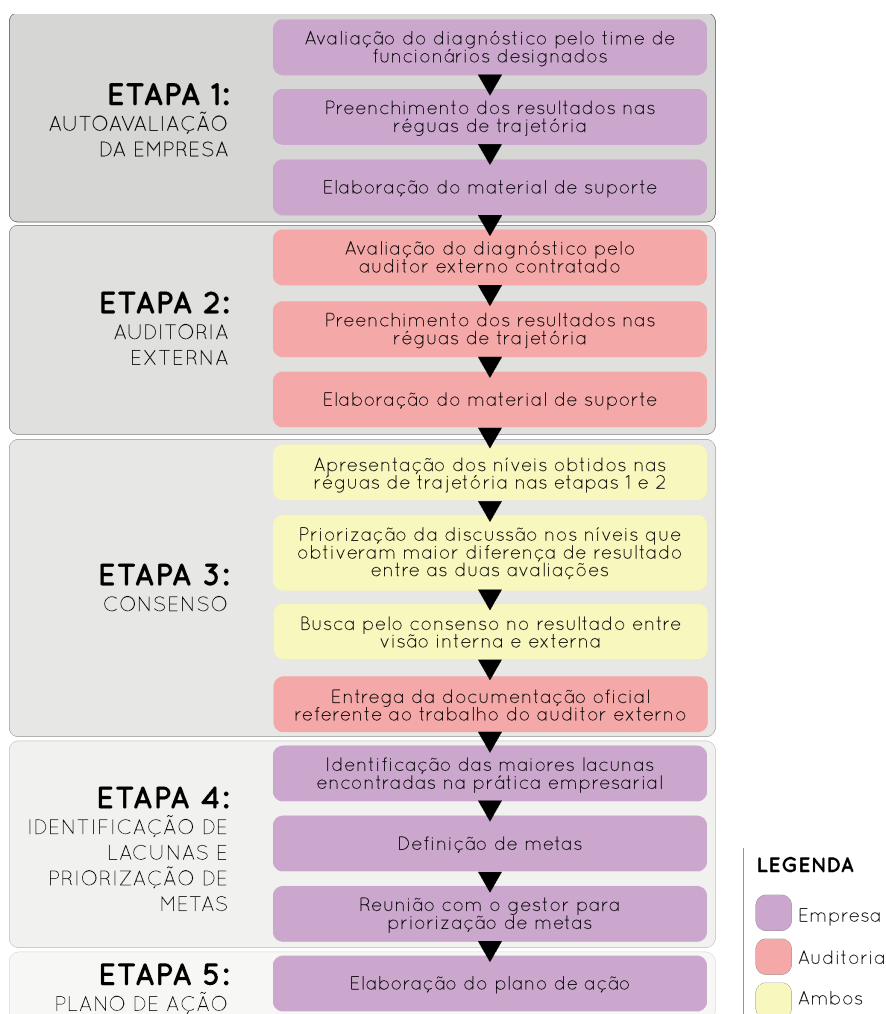 ETAPA 1:
AUTOAVALIAÇÃO
DA EMPRESA
Avaliação do diagnóstico pelo time de
funcionários designados
Preenchimento dos resultados nas
réguas de trajetória
Elaboração do material de suporte
ETAPA 2:
AUDITORIA
EXTERNA
Avaliação do diagnóstico pelo
auditor externo contratado
Preenchimento dos resultados nas
réguas de trajetória
Elaboração do material de suporte
ETAPA 3:
CONSENSO
Apresentação dos níveis obtidos nas
réguas de trajetória nas etapas 1 e 2
Priorização da discussão nos níveis que
obtiveram maior diferença de resultado
entre as duas avaliações
Busca pelo consenso no resultado entre
visão interna e externa
Entrega da documentação oficial
referente ao trabalho do auditor externo
ETAPA 4:
IDENTIFICAÇÃO DE
LACUNAS E
PRIORIZAÇÃO DE
METAS
Identificação das maiores lacunas
encontradas na prática empresarial
Definição de metas
Reunião com o gestor para
priorização de metas
ETAPA 5:
PLANO DE AÇÃO
Elaboração do plano de ação
LEGENDA
Empresa
Auditoria
Ambos